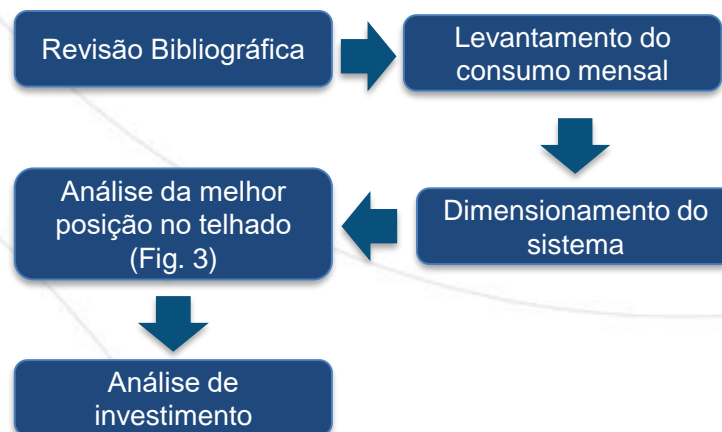 Revisão Bibliográfica
Levantamento do
consumo mensal
Dimensionamento do
sistema
Análise da melhor
posição no telhado
(Fig. 3)
Análise de
investimento